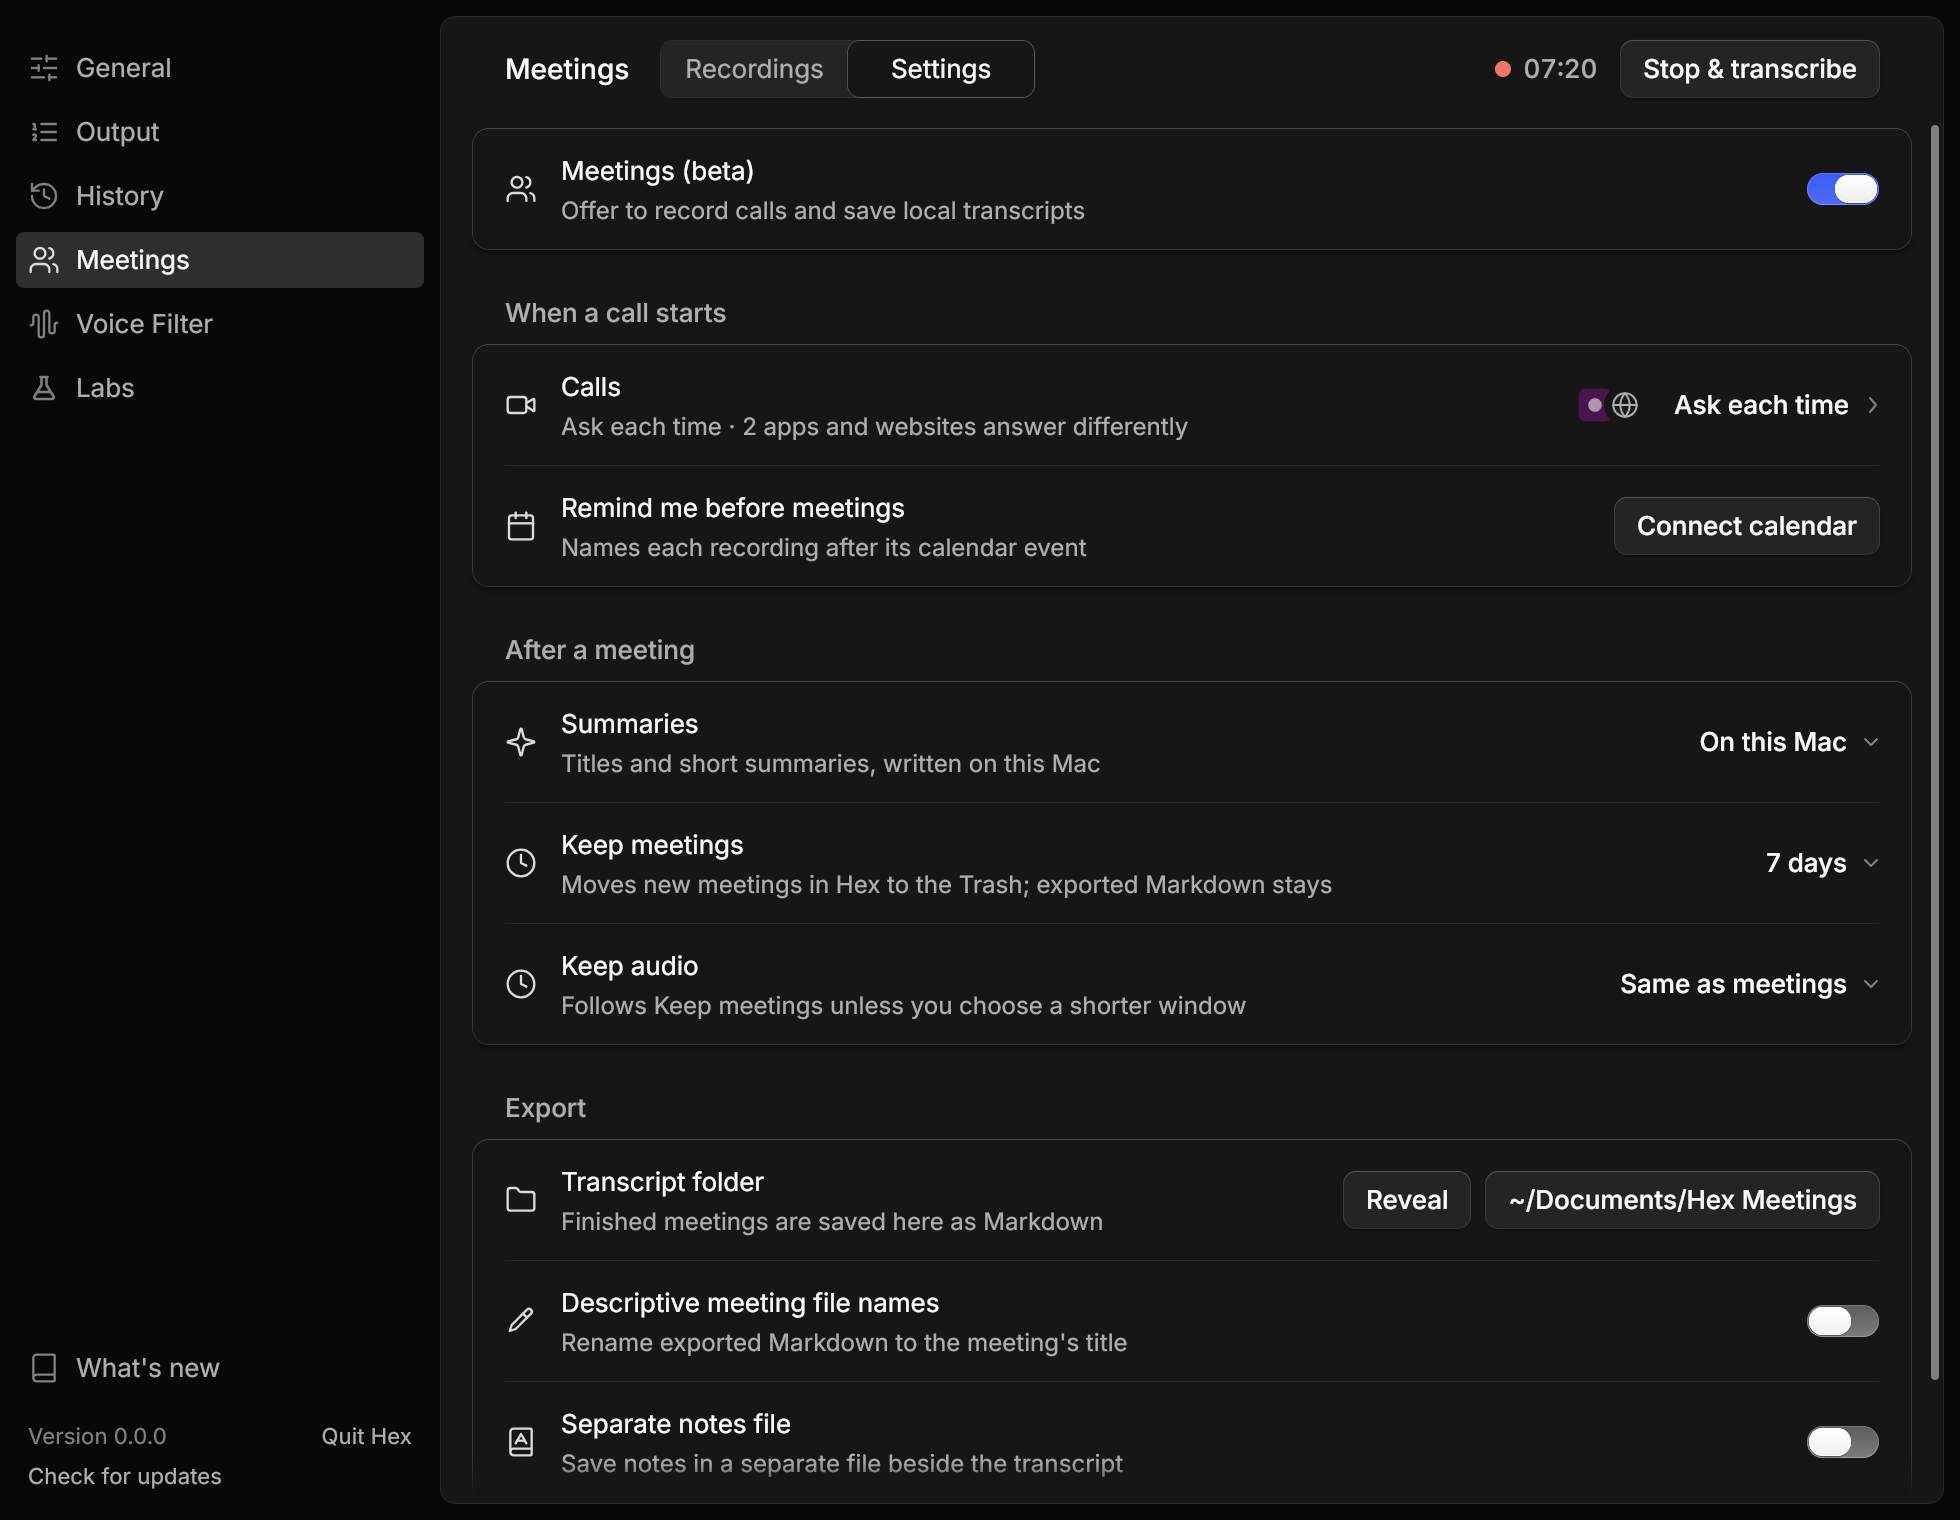 General
Output
History
Meetings
Voice Filter
Labs
What's new
Version 0.0.0
Quit Hex
Check for updates
Meetings
Recordings
Settings
07:20
Stop & transcribe
Meetings (beta)
Offer to record calls and save local transcripts
When a call starts
Calls
Ask each time · 2 apps and websites answer differently
Ask each time
Remind me before meetings
Names each recording after its calendar event
Connect calendar
After a meeting
Summaries
Titles and short summaries, written on this Mac
On this Mac
Keep meetings
Moves new meetings in Hex to the Trash; exported Markdown stays
7 days
Keep audio
Follows Keep meetings unless you choose a shorter window
Same as meetings
Export
Transcript folder
Finished meetings are saved here as Markdown
Reveal
~/Documents/Hex Meetings
Descriptive meeting file names
Rename exported Markdown to the meeting's title
Separate notes file
Save notes in a separate file beside the transcript